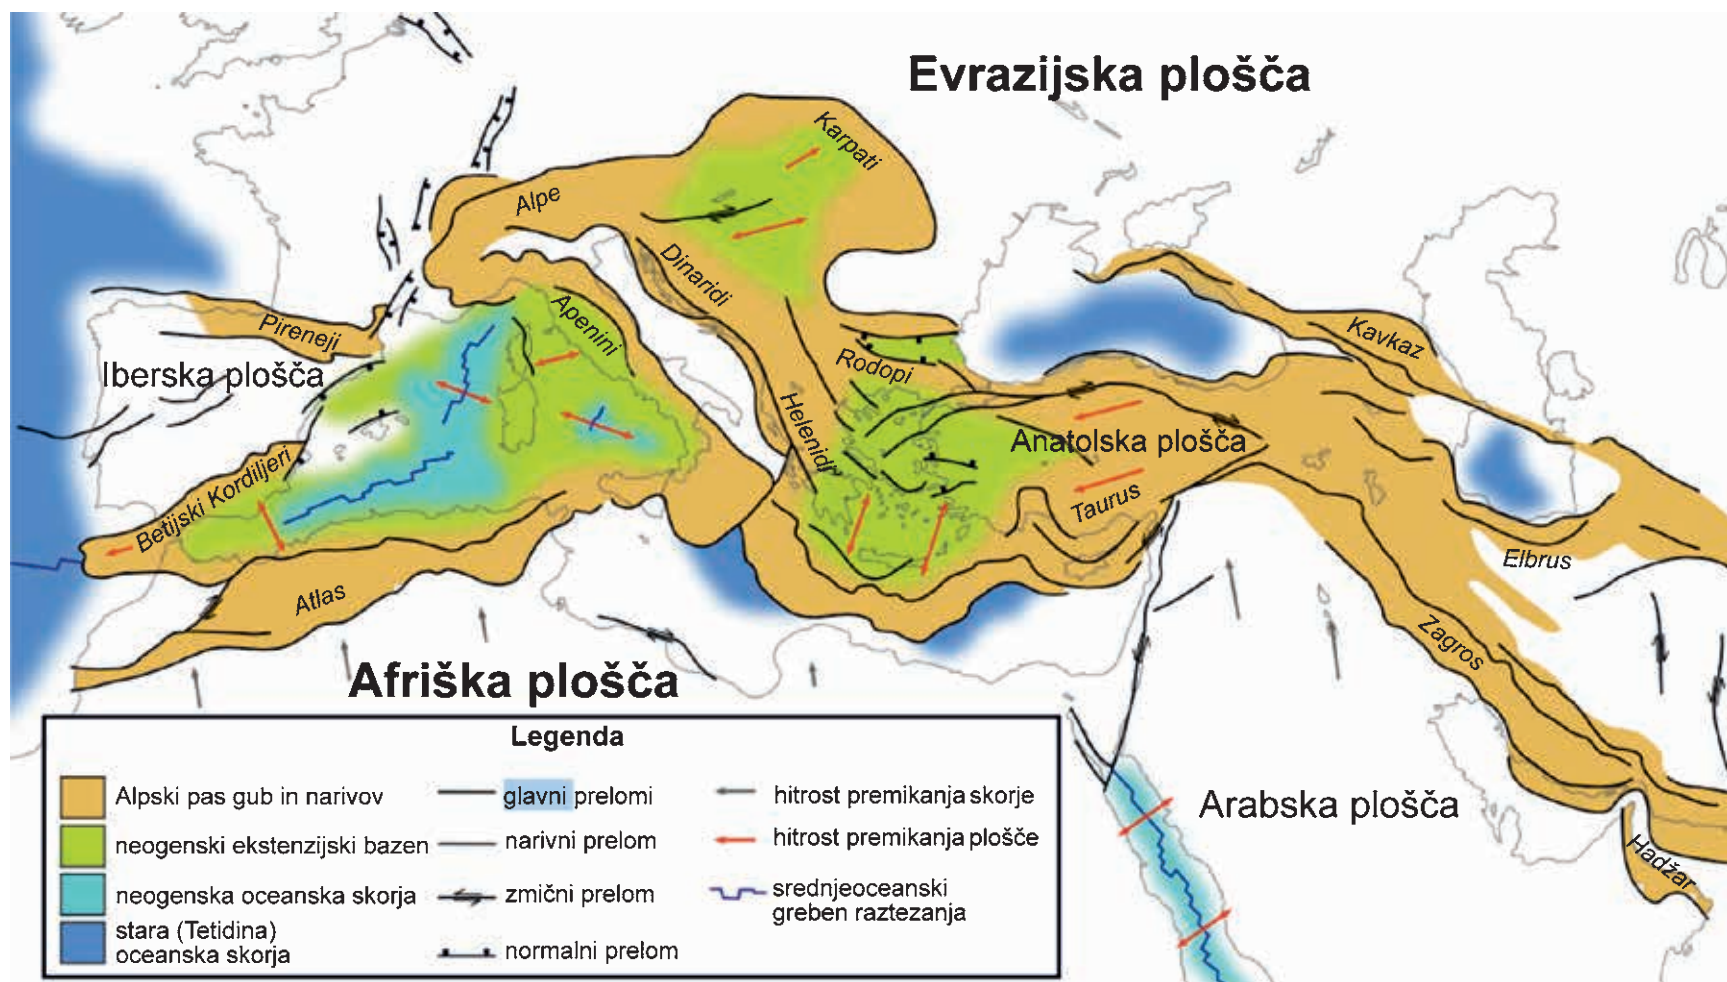 Evrazijska plošča
Karpati
Alpe
Dinaridi
Apenini
Pireneji
Iberska plošča
Kavkaz
Rodopi
Helenidi
Anatolska plošča
Taurus
Betijski Kordiljeri
Elbrus
Atlas
Zagros
Afriška plošča
Arabska plošča
Hadžar
Legenda
Alpski pas gub in narivov
neogenski ekstenzijski bazen
neogenska oceanska skorja
stara (Tetidina)
oceanska skorja
glavni prelomi
narivni prelom
zmični prelom
normalni prelom
hitrost premikanja skorje
hitrost premikanja plošče
srednjeoceanski
greben raztezanja